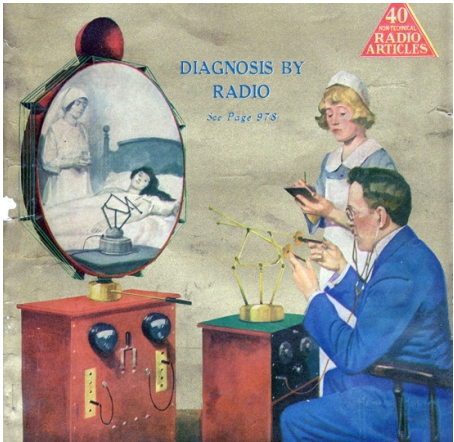 40
NON TECHNICAL
RADIO
ARTICLES
DIAGNOSIS BY
RADIO
See Page 978